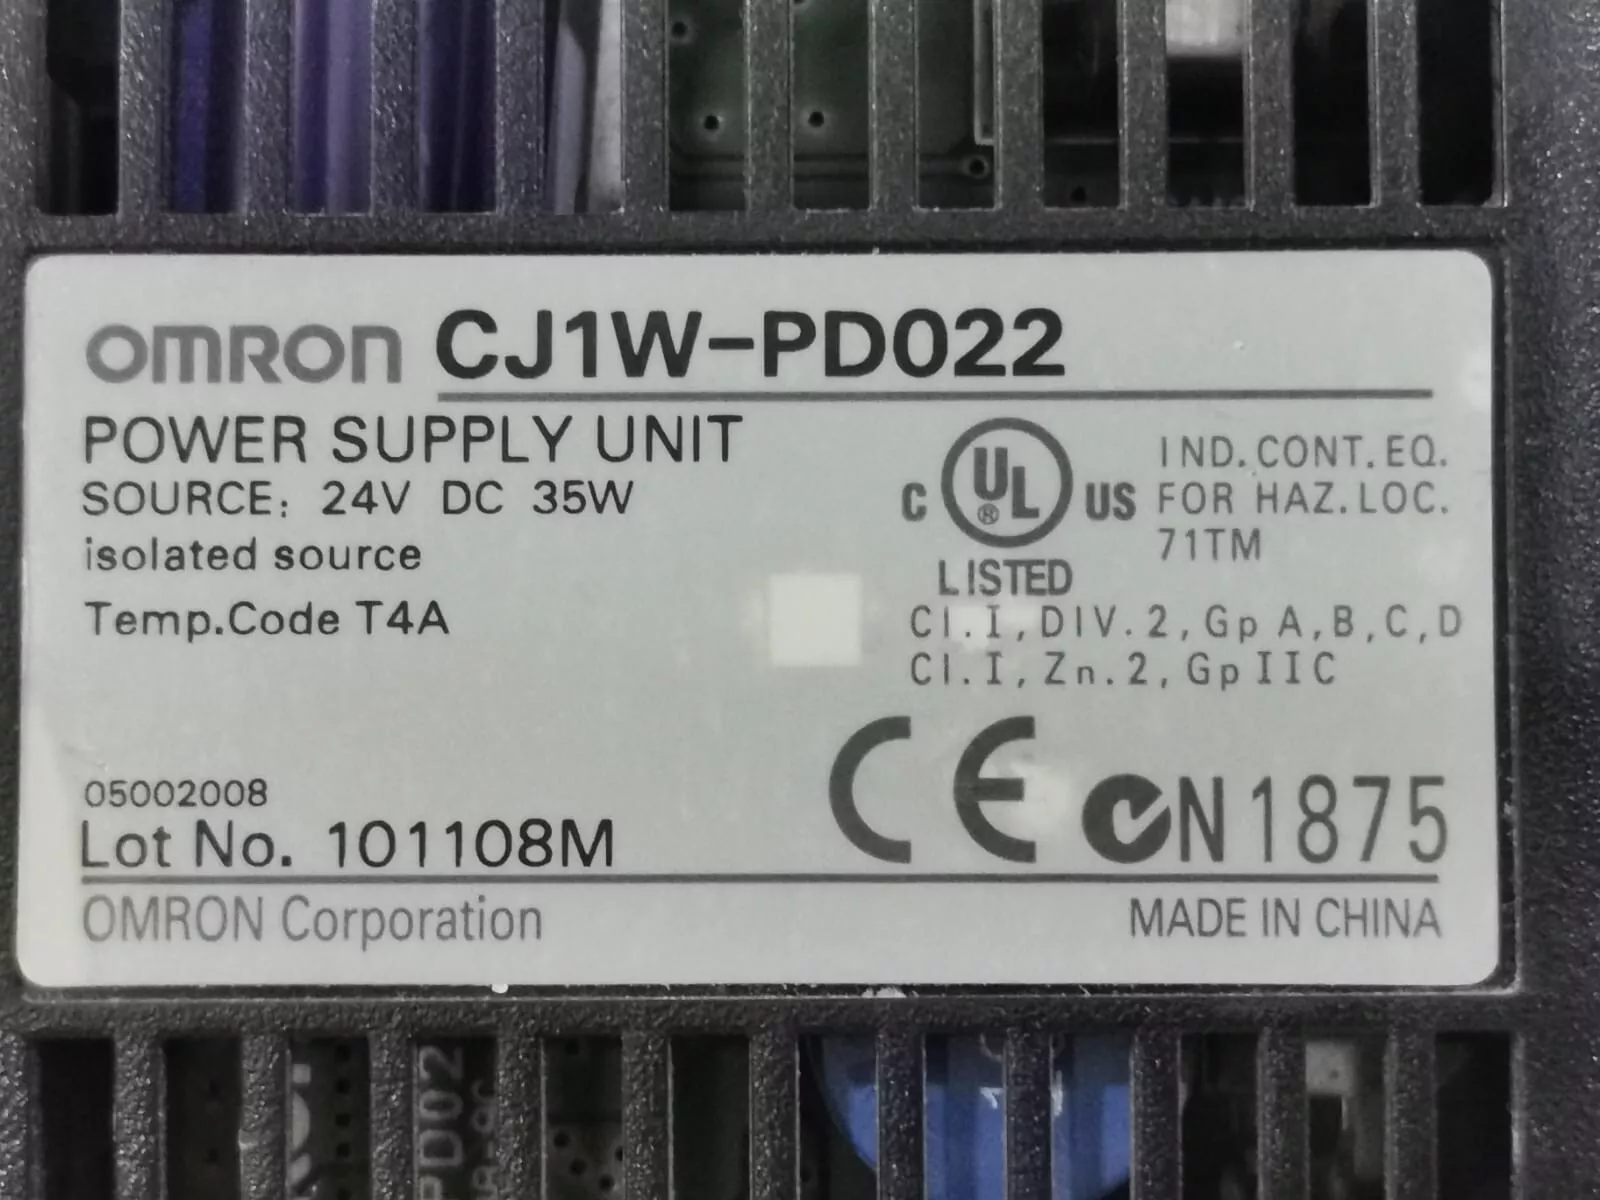 OMRON CJ1W-PD022
POWER SUPPLY UNIT
SOURCE: 24V DC 35W
isolated source
Temp.Code T4A
C UL ® US
LISTED
IND.CONT.EQ.
FOR HAZ.LOC.
71TM
Cl.I,DIV.2,Gp A,B,C,D
Cl.I,Zn.2,GpIIC
05002008
Lot No. 101108M
CE N1875
OMRON Corporation
MADE IN CHINA
PD02